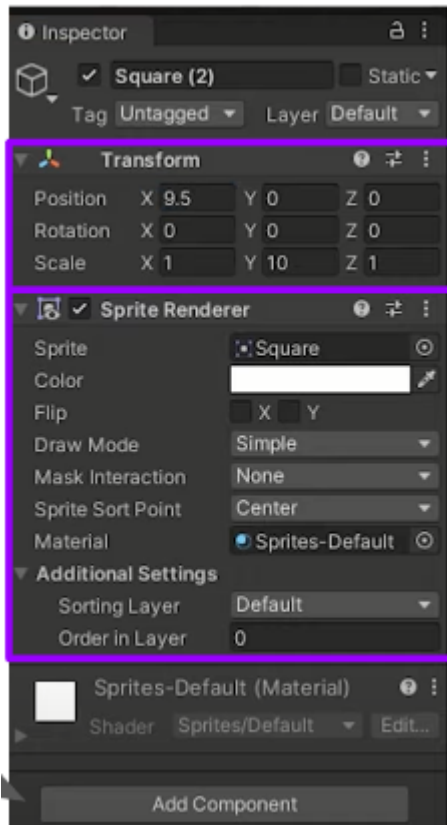 Inspector
Square (2) Static
Tag Untagged Layer Default
Transform
Position X 9.5 Y 0 Z 0
Rotation X 0 Y 0 Z 0
Scale X 1 Y 10 Z 1
Sprite Renderer
Sprite Square
Color
Flip X Y
Draw Mode Simple
Mask Interaction None
Sprite Sort Point Center
Material Sprites-Default
Additional Settings
Sorting Layer Default
Order in Layer 0
Sprites-Default (Material)
Shader Sprites/Default Edit...
Add Component